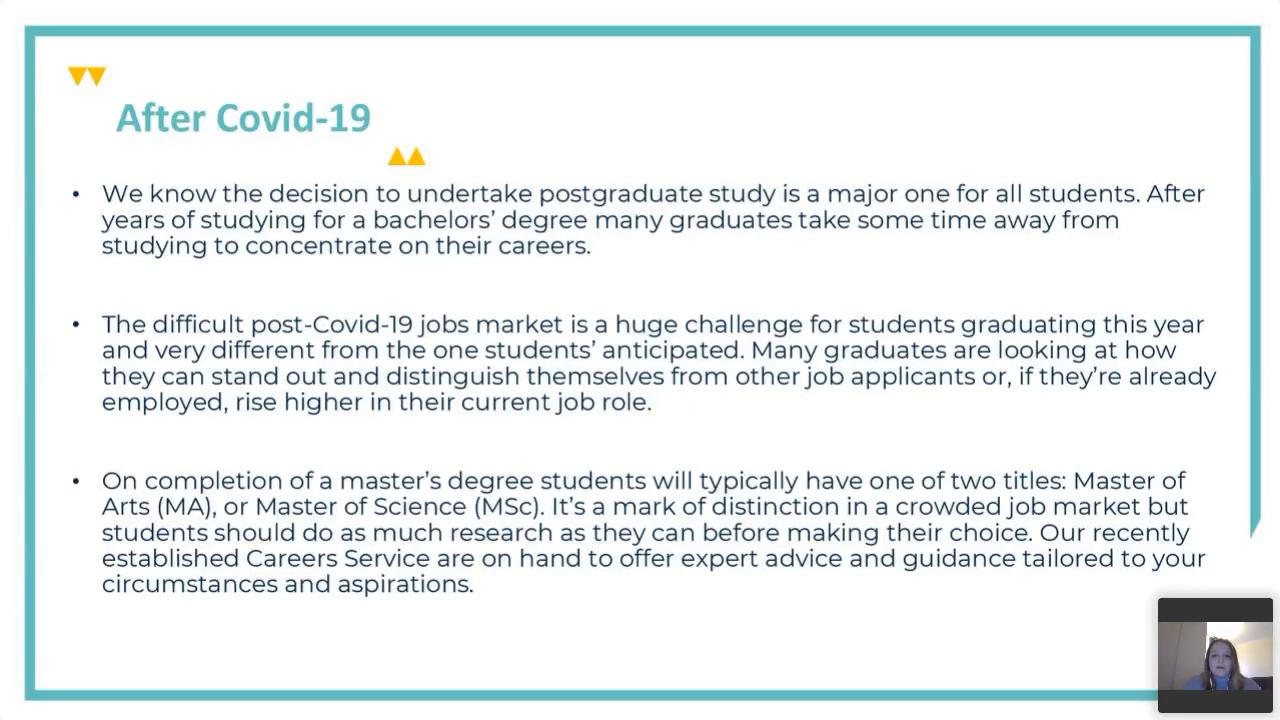 After Covid-19
• We know the decision to undertake postgraduate study is a major one for all students. After
years of studying for a bachelors’ degree many graduates take some time away from
studying to concentrate on their careers.
• The difficult post-Covid-19 jobs market is a huge challenge for students graduating this year
and very different from the one students’ anticipated. Many graduates are looking at how
they can stand out and distinguish themselves from other job applicants or, if they’re already
employed, rise higher in their current job role.
• On completion of a master’s degree students will typically have one of two titles: Master of
Arts (MA), or Master of Science (MSc). It’s a mark of distinction in a crowded job market but
students should do as much research as they can before making their choice. Our recently
established Careers Service are on hand to offer expert advice and guidance tailored to your
circumstances and aspirations.